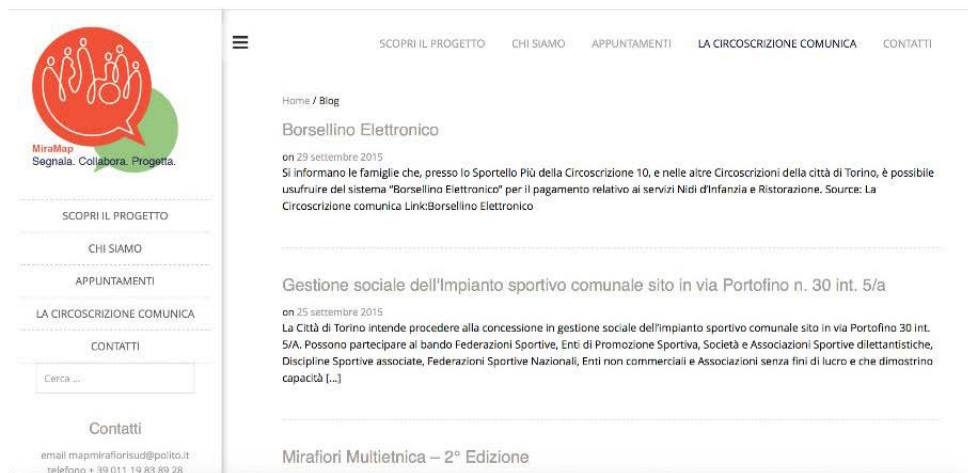 MiraMap
Segnala. Collabora. Progetta.
SCOPRI IL PROGETTO
CHI SIAMO
APPUNTAMENTI
LA CIRCOSCRIZIONE COMUNICA
CONTATTI
Cerca ...
Contatti
email mapmirafiorisud@polito.it
telefono + 39 011 19 83 89 28
SCOPRI IL PROGETTO CHI SIAMO APPUNTAMENTI LA CIRCOSCRIZIONE COMUNICA CONTATTI
Home / Blog
Borsellino Elettronico
on 29 settembre 2015
Si informano le famiglie che, presso lo Sportello Più della Circoscrizione 10, e nelle altre Circoscrizioni della città di Torino, è possibile
usufruire del sistema "Borsellino Elettronico" per il pagamento relativo ai servizi Nidi d'Infanzia e Ristorazione. Source: La
Circoscrizione comunica Link:Borsellino Elettronico
Gestione sociale dell'Impianto sportivo comunale sito in via Portofino n. 30 int. 5/a
on 25 settembre 2015
La Città di Torino intende procedere alla concessione in gestione sociale dell'impianto sportivo comunale sito in via Portofino 30 int.
5/A. Possono partecipare al bando Federazioni Sportive, Enti di Promozione Sportiva, Società e Associazioni Sportive dilettantistiche,
Discipline Sportive associate, Federazioni Sportive Nazionali, Enti non commerciali e Associazioni senza fini di lucro e che dimostrino
capacità [...]
Mirafiori Multietnica – 2° Edizione